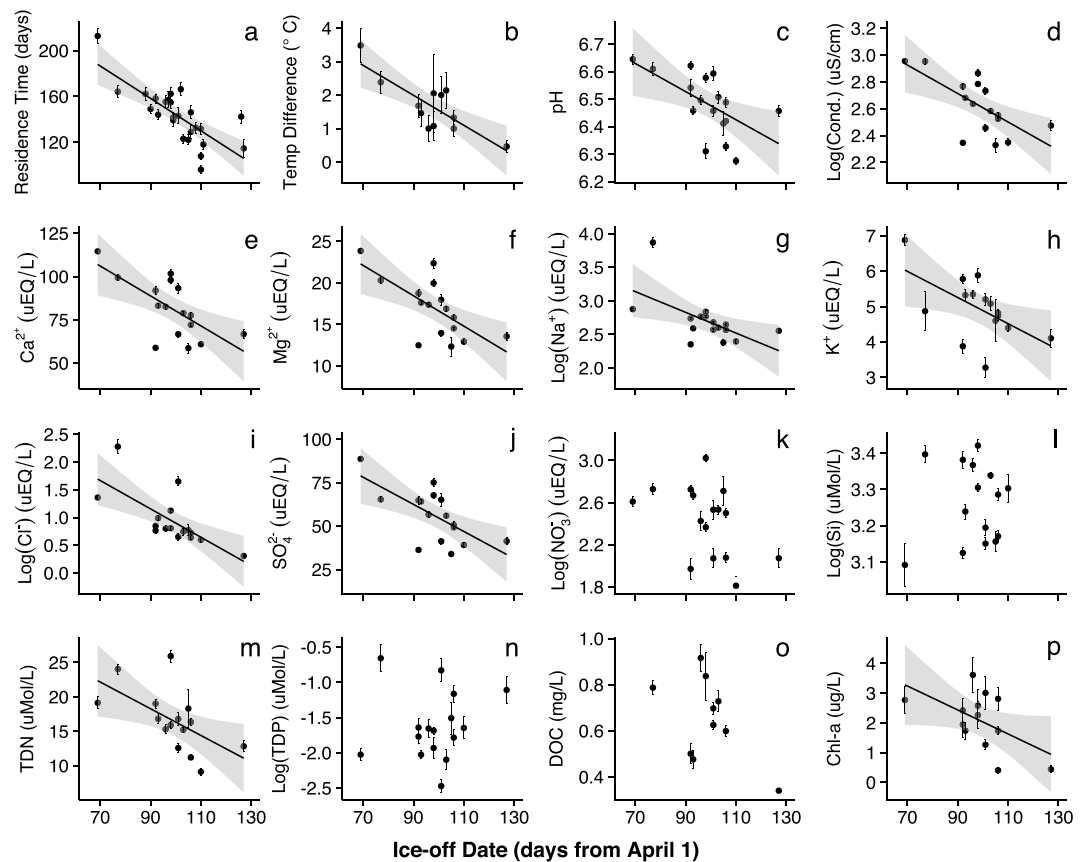 a
Residence Time (days)
200
160
120
b
Temp Difference (° C)
4
3
2
1
0
c
pH
6.7
6.6
6.5
6.4
6.3
6.2
d
Log(Cond.) (uS/cm)
3.0
2.8
2.6
2.4
2.2
e
Ca²⁺ (uEQ/L)
125
100
75
50
f
Mg²⁺ (uEQ/L)
25
20
15
10
g
Log(Na⁺) (uEQ/L)
4.0
3.5
3.0
2.5
2.0
h
K⁺ (uEQ/L)
7
6
5
4
3
i
Log(Cl⁻) (uEQ/L)
2.5
2.0
1.5
1.0
0.5
0.0
j
SO₄²⁻ (uEQ/L)
100
75
50
25
k
Log(NO₃⁻) (uEQ/L)
3.0
2.6
2.2
1.8
l
Log(Si) (uMol/L)
3.4
3.3
3.2
3.1
m
TDN (uMol/L)
25
20
15
10
70 90 110 130
n
Log(TDP) (uMol/L)
-0.5
-1.0
-1.5
-2.0
-2.5
70 90 110 130
o
DOC (mg/L)
1.0
0.8
0.6
0.4
70 90 110 130
p
Chl-a (ug/L)
4
3
2
1
0
70 90 110 130
Ice-off Date (days from April 1)